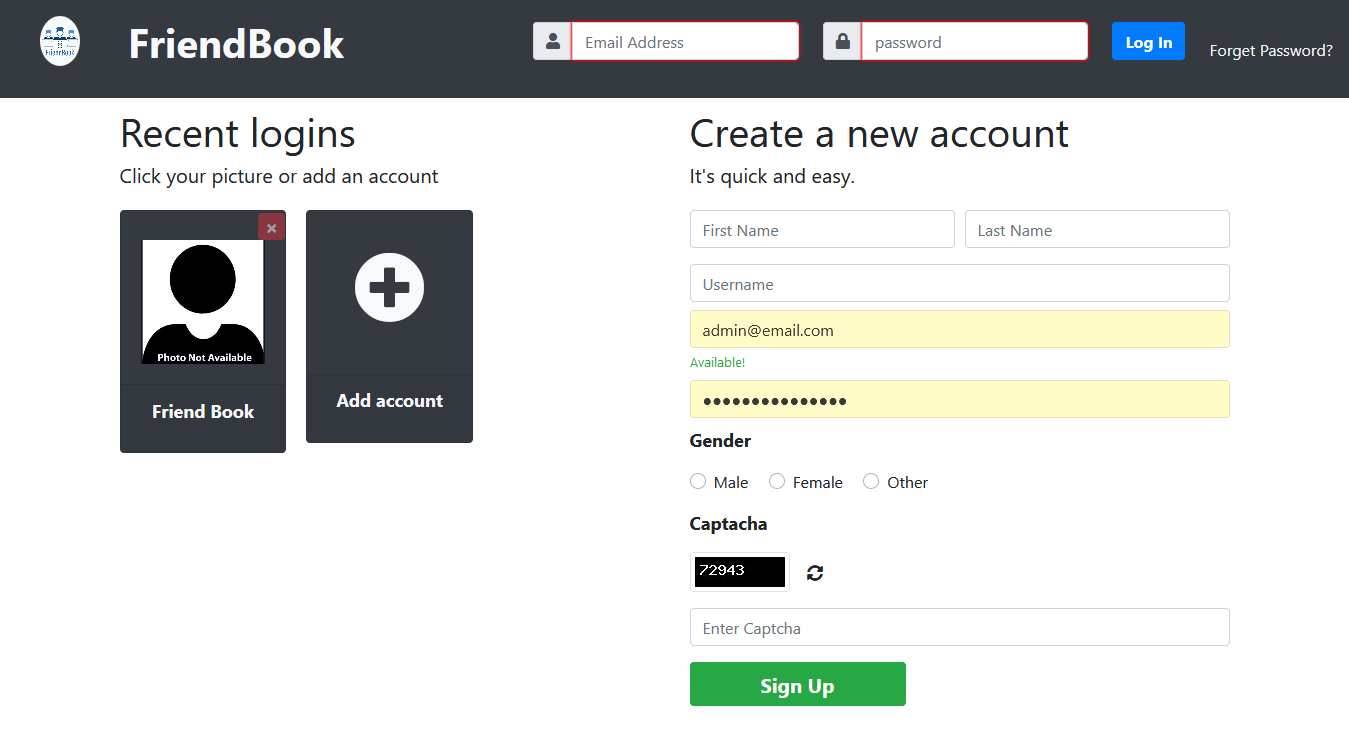 FriendBook
FriendBook
Email Address
password
Log In
Forget Password?
Recent logins
Click your picture or add an account
Photo Not Available
Friend Book
Add account
Create a new account
It's quick and easy.
First Name
Last Name
Username
admin@email.com
Available!
•••••••••••••••
Gender
Male
Female
Other
Captacha
72943
Enter Captcha
Sign Up